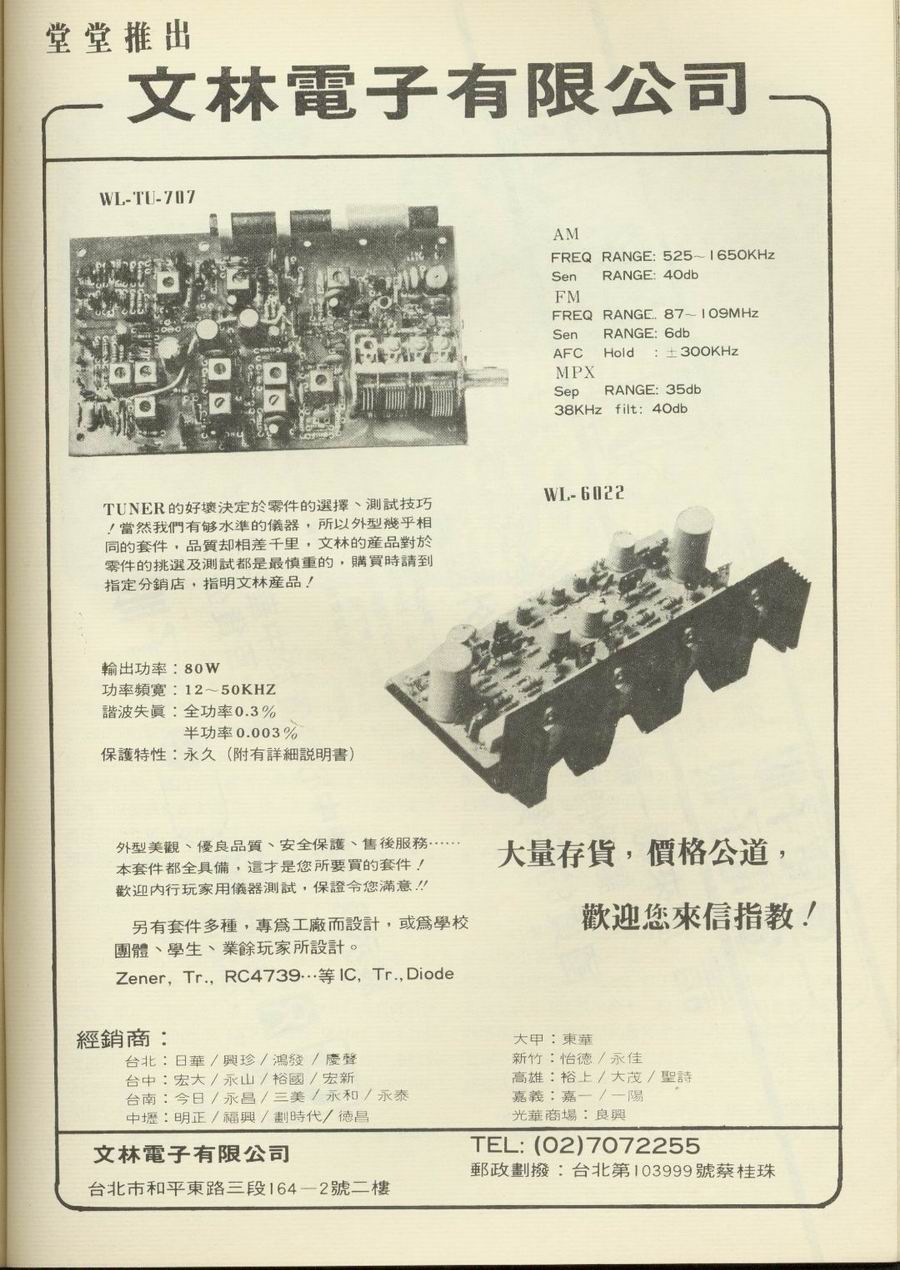 堂堂推出
文林電子有限公司
WL-TU-707
AM
FREQ RANGE: 525~1650KHz
Sen RANGE: 40db
FM
FREQ RANGE. 87~109MHz
Sen RANGE: 6db
AFC Hold : ±300KHz
MPX
Sep RANGE: 35db
38KHz filt: 40db
TUNER的好壞決定於零件的選擇、測試技巧
！當然我們有够水準的儀器，所以外型幾乎相
同的套件，品質却相差千里，文林的産品對於
零件的挑選及測試都是最慎重的，購買時請到
指定分銷店，指明文林産品！
WL-6022
輸出功率：80W
功率頻寬：12~50KHZ
諧波失眞：全功率0.3%
半功率0.003%
保護特性：永久（附有詳細説明書）
外型美觀、優良品質、安全保護、售後服務……
本套件都全具備，這才是您所要買的套件！
歡迎内行玩家用儀器測試，保證令您滿意！！
大量存貨，價格公道，
歡迎您來信指教！
另有套件多種，專爲工廠而設計，或爲學校
團體、學生、業餘玩家所設計。
Zener, Tr., RC4739…等IC, Tr., Diode
經銷商：
台北：日華/興珍/鴻發/慶聲
台中：宏大/永山/裕國/宏新
台南：今日/永昌/三美/永和/永泰
中壢：明正/福興/劃時代/德昌
大甲：東華
新竹：怡德/永佳
高雄：裕上/大茂/聖詩
嘉義：嘉一/一陽
光華商場：良興
文林電子有限公司
台北市和平東路三段164—2號二樓
TEL: (02)7072255
郵政劃撥：台北第103999號蔡桂珠